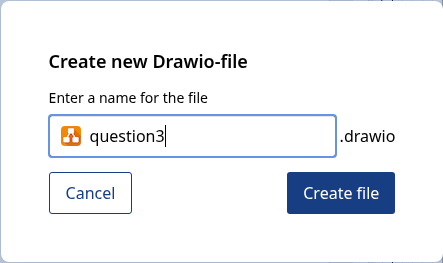 Create new Drawio-file
Enter a name for the file
question3 .drawio
Cancel Create file